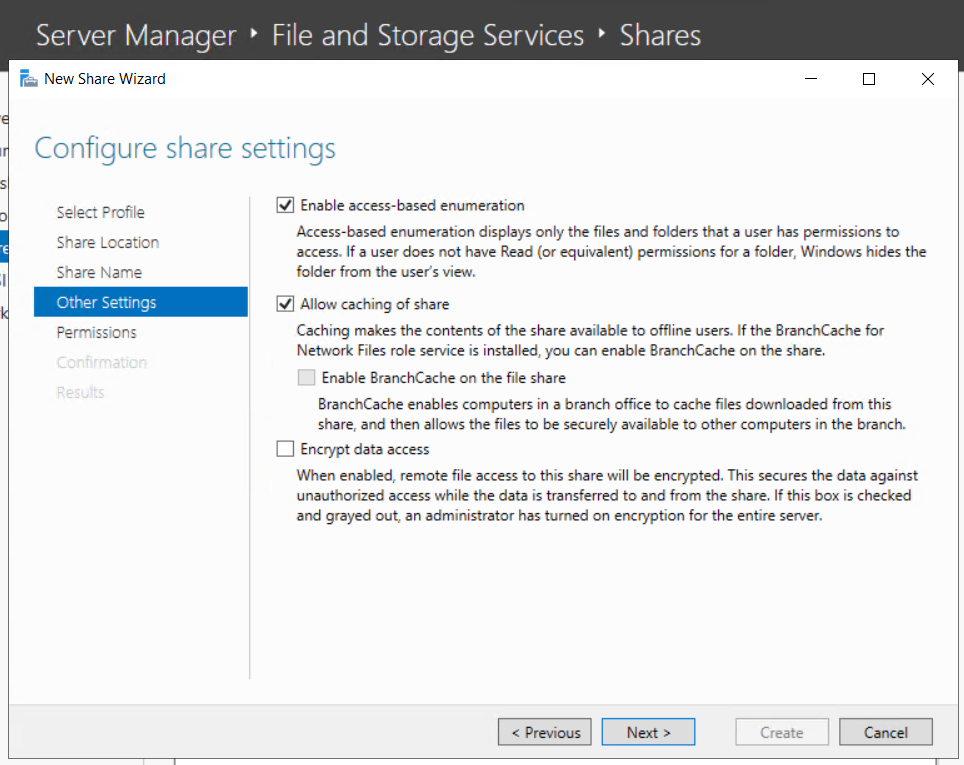 Server Manager ‣ File and Storage Services ‣ Shares
New Share Wizard
Configure share settings
Select Profile
Share Location
Share Name
Other Settings
Permissions
Confirmation
Results
Enable access-based enumeration
Access-based enumeration displays only the files and folders that a user has permissions to
access. If a user does not have Read (or equivalent) permissions for a folder, Windows hides the
folder from the user's view.
Allow caching of share
Caching makes the contents of the share available to offline users. If the BranchCache for
Network Files role service is installed, you can enable BranchCache on the share.
Enable BranchCache on the file share
BranchCache enables computers in a branch office to cache files downloaded from this
share, and then allows the files to be securely available to other computers in the branch.
Encrypt data access
When enabled, remote file access to this share will be encrypted. This secures the data against
unauthorized access while the data is transferred to and from the share. If this box is checked
and grayed out, an administrator has turned on encryption for the entire server.
< Previous
Next >
Create
Cancel